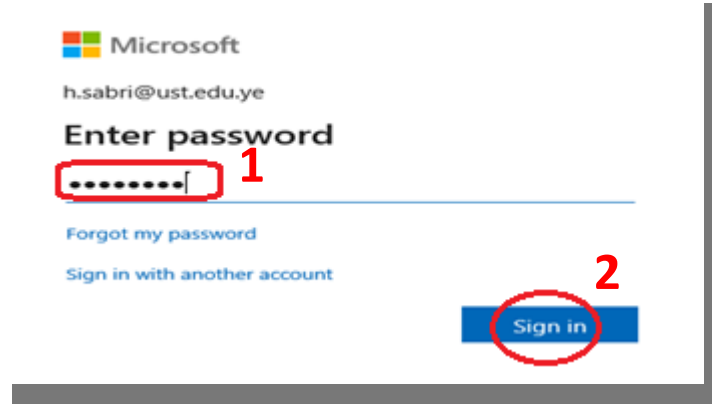 Microsoft
h.sabri@ust.edu.ye
Enter password
1
••••••••
Forgot my password
Sign in with another account
2
Sign in